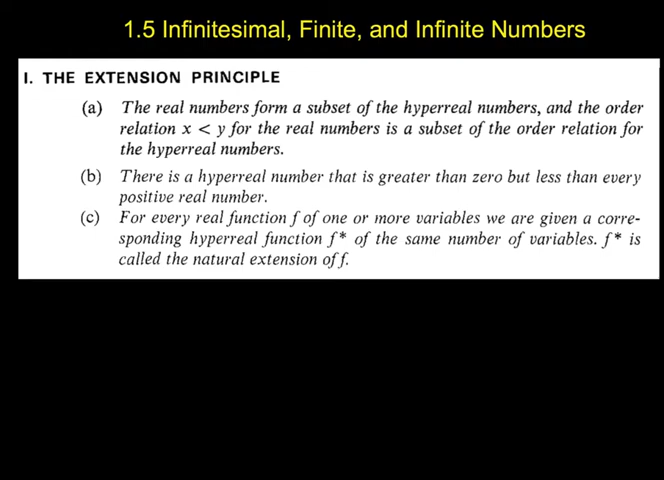 1.5 Infinitesimal, Finite, and Infinite Numbers
I. THE EXTENSION PRINCIPLE
(a) The real numbers form a subset of the hyperreal numbers, and the order
relation x < y for the real numbers is a subset of the order relation for
the hyperreal numbers.
(b) There is a hyperreal number that is greater than zero but less than every
positive real number.
(c) For every real function f of one or more variables we are given a corre-
sponding hyperreal function f* of the same number of variables. f* is
called the natural extension of f.